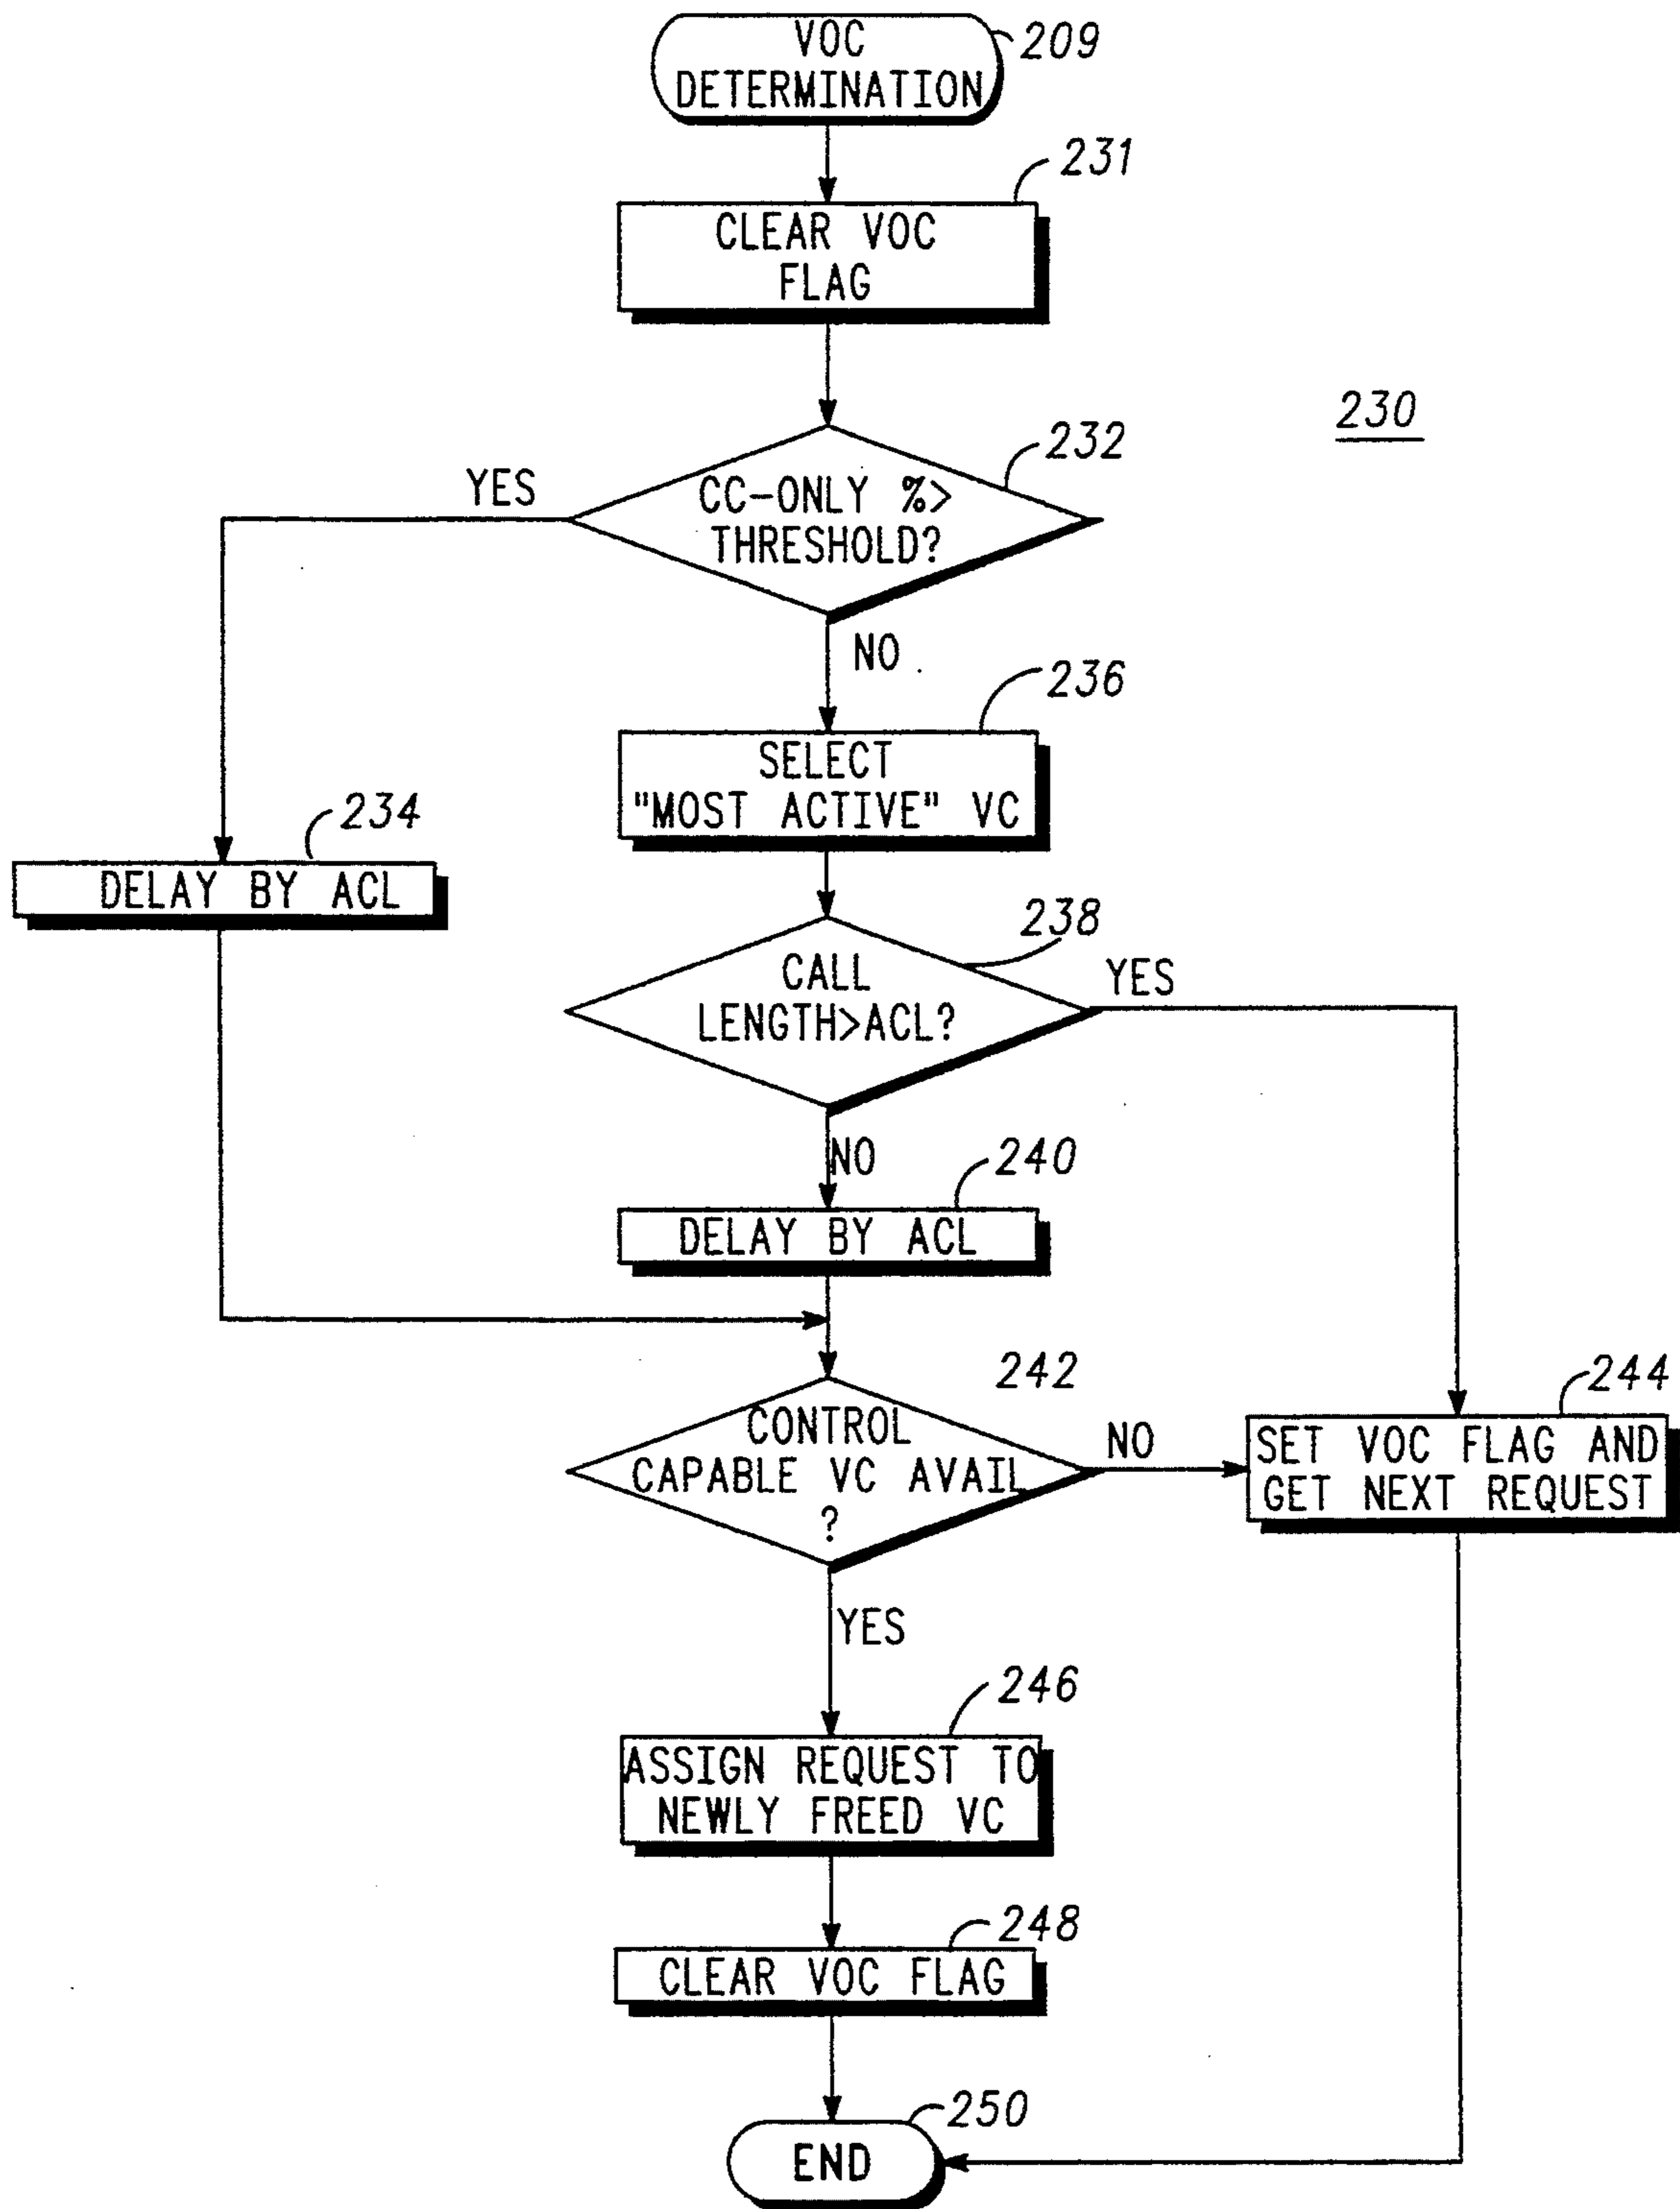 VOC
DETERMINATION
209
231
CLEAR VOC
FLAG
230
232
YES
CC-ONLY %>
THRESHOLD?
NO
236
SELECT
"MOST ACTIVE" VC
234
DELAY BY ACL
238
CALL
LENGTH>ACL?
YES
NO
240
DELAY BY ACL
242
CONTROL
CAPABLE VC AVAIL
?
NO
244
SET VOC FLAG AND
GET NEXT REQUEST
YES
246
ASSIGN REQUEST TO
NEWLY FREED VC
248
CLEAR VOC FLAG
250
END